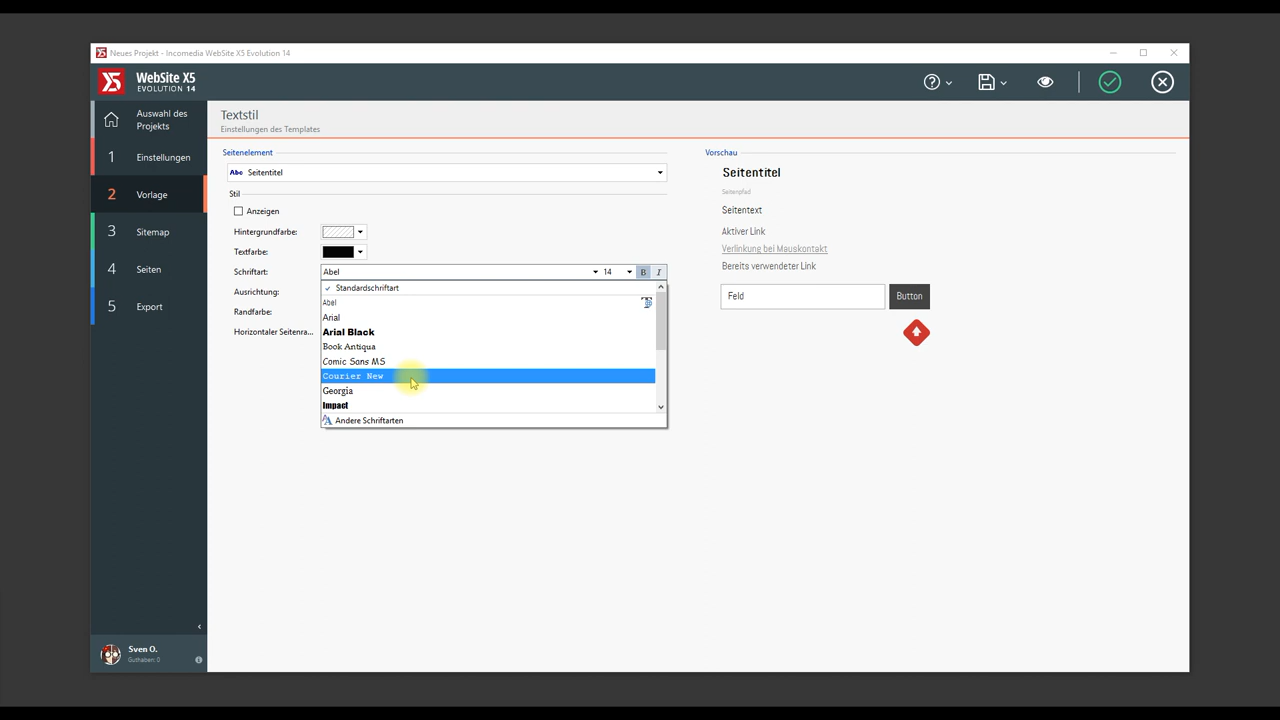 Neues Projekt - Incomedia WebSite X5 Evolution 14
WebSite X5
EVOLUTION 14
Auswahl des
Projekts
1 Einstellungen
2 Vorlage
3 Sitemap
4 Seiten
5 Export
Sven O.
Guthaben: 0
Textstil
Einstellungen des Templates
Seitenelement
Abc Seitentitel
Stil
Anzeigen
Hintergrundfarbe:
Textfarbe:
Schriftart: Abel 14 B I
Ausrichtung:
Randfarbe:
Horizontaler Seitenra...
Standardschriftart
Abel
Arial
Arial Black
Book Antiqua
Comic Sans MS
Courier New
Georgia
Impact
Andere Schriftarten
Vorschau
Seitentitel
Seitenpfad
Seitentext
Aktiver Link
Verlinkung bei Mauskontakt
Bereits verwendeter Link
Feld Button